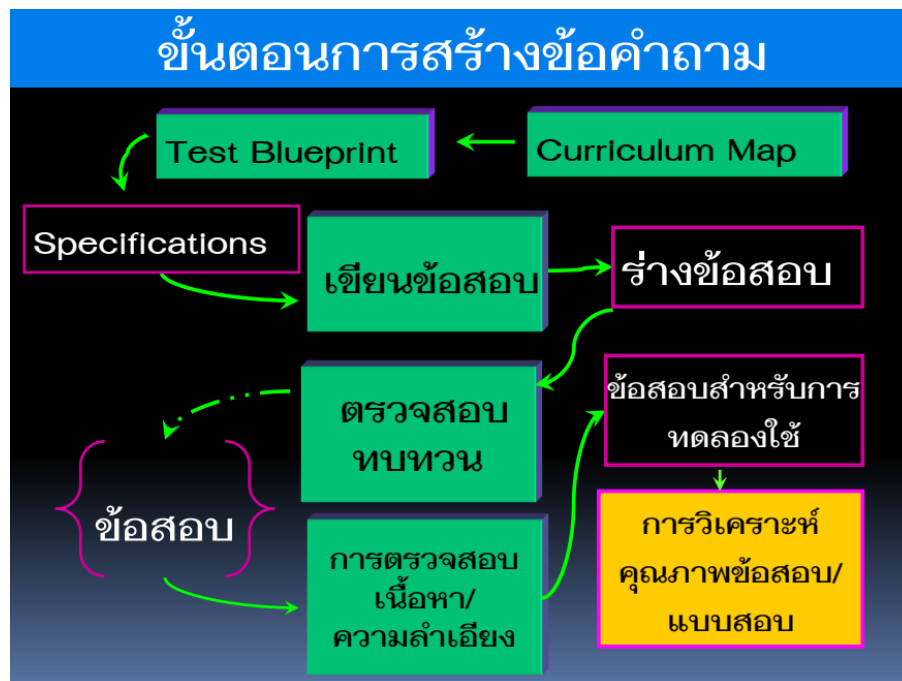 ขั้นตอนการสร้างข้อคำถาม
Test Blueprint
Curriculum Map
Specifications
เขียนข้อสอบ
ร่างข้อสอบ
ตรวจสอบ
ทบทวน
ข้อสอบสำหรับการ
ทดลองใช้
ข้อสอบ
การตรวจสอบ
เนื้อหา/
ความลำเอียง
การวิเคราะห์
คุณภาพข้อสอบ/
แบบสอบ